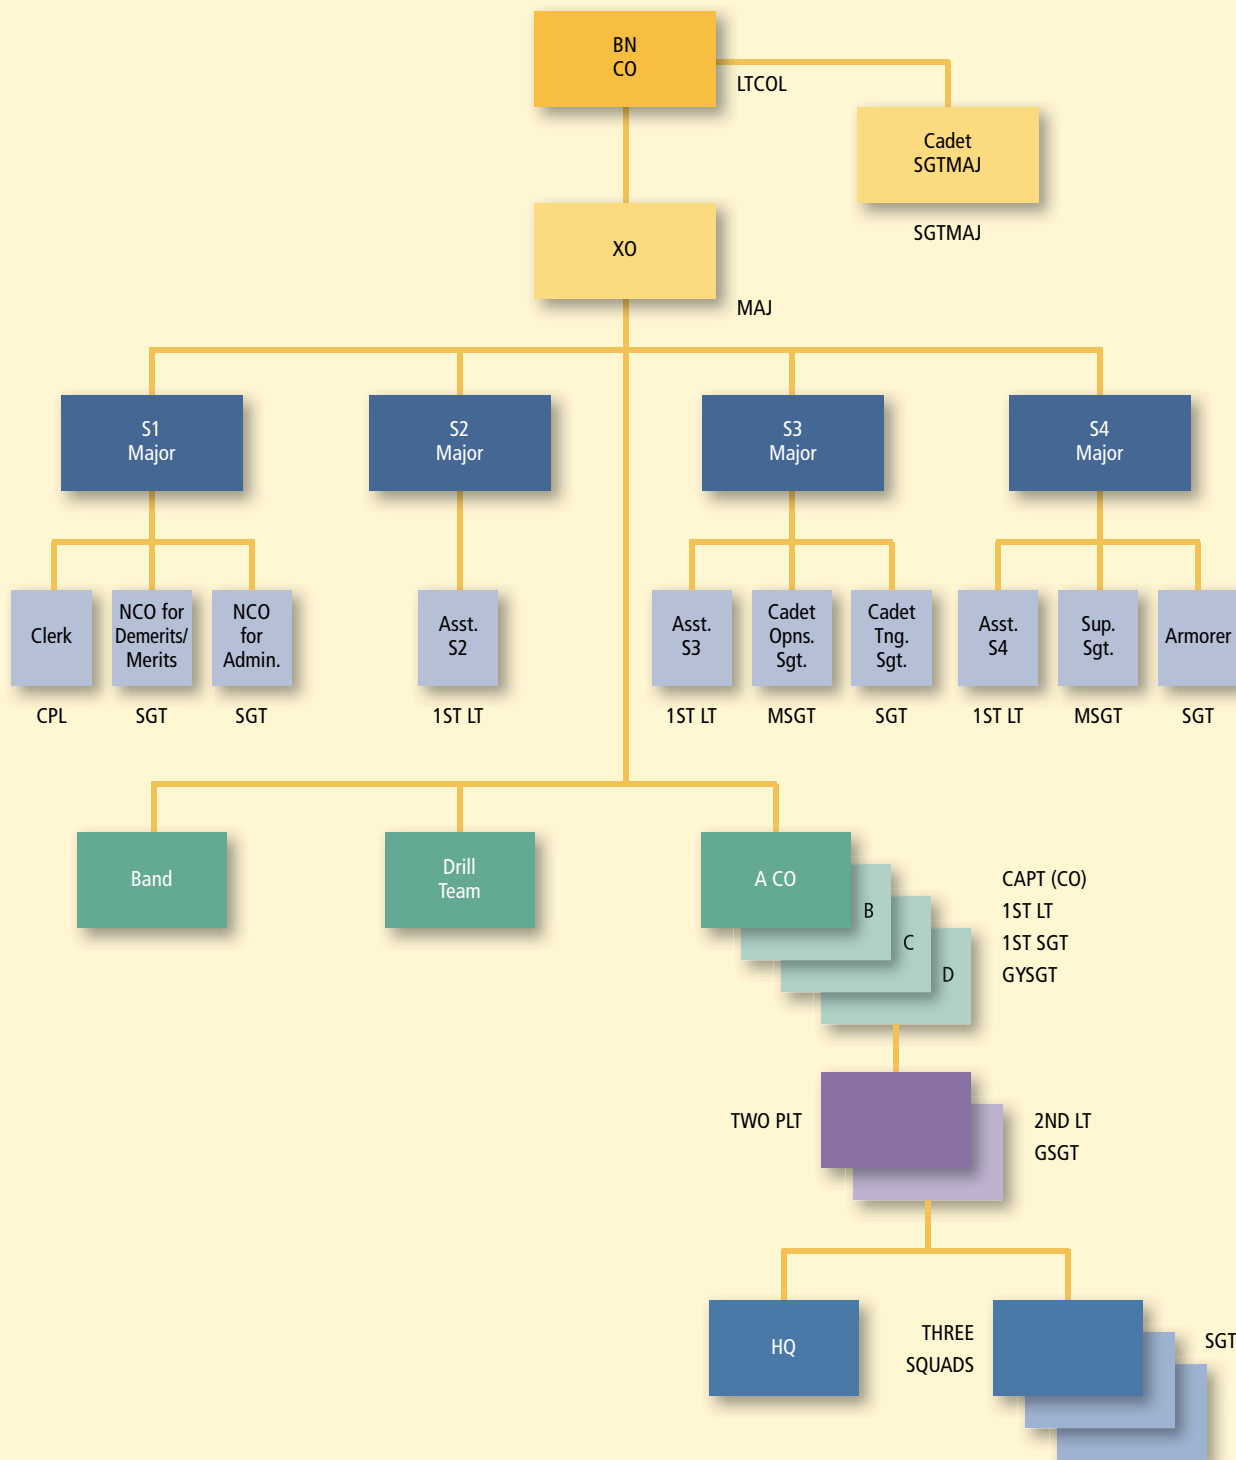 BN
CO
LTCOL
Cadet
SGTMAJ
SGTMAJ
XO
MAJ
S1
Major
S2
Major
S3
Major
S4
Major
Clerk
NCO for
Demerits/
Merits
NCO
for
Admin.
Asst.
S2
Asst.
S3
Cadet
Opns.
Sgt.
Cadet
Tng.
Sgt.
Asst.
S4
Sup.
Sgt.
Armorer
CPL
SGT
SGT
1ST LT
1ST LT
MSGT
SGT
1ST LT
MSGT
SGT
Band
Drill
Team
A CO
B
C
D
CAPT (CO)
1ST LT
1ST SGT
GYSGT
TWO PLT
2ND LT
GSGT
HQ
THREE
SQUADS
SGT